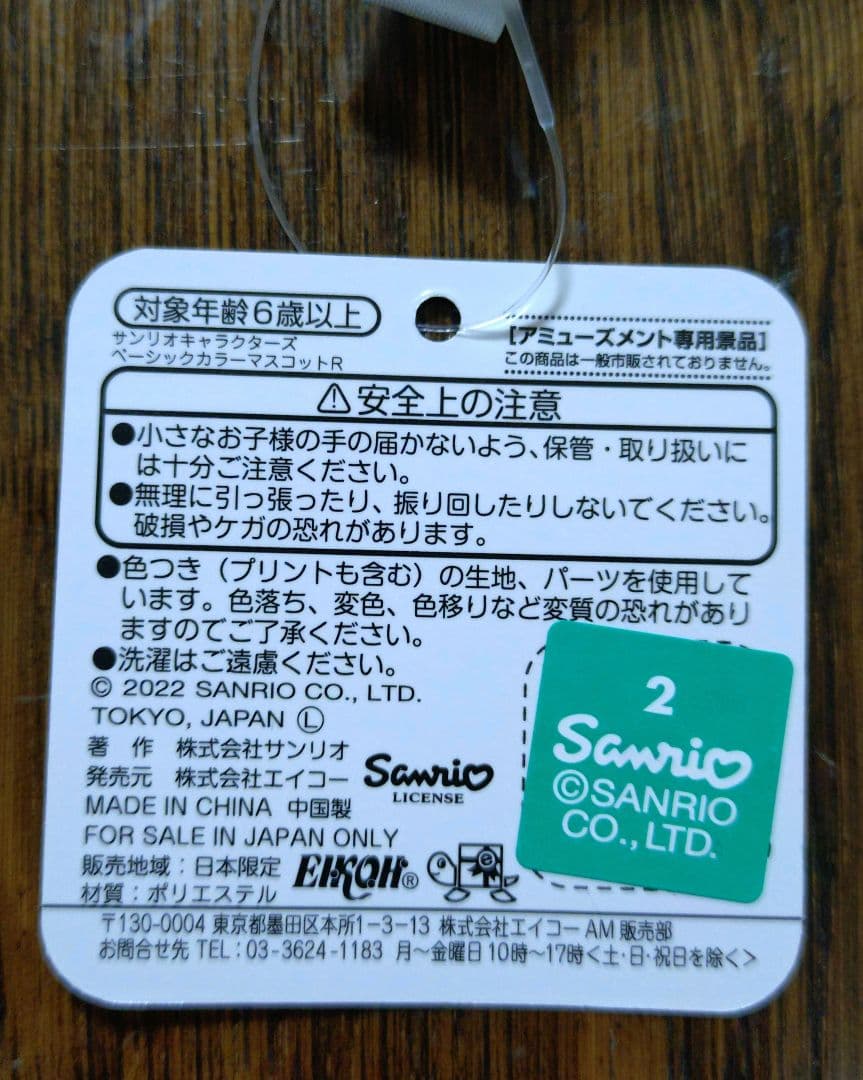 対象年齢6歳以上
サンリオキャラクターズ
ベーシックカラーマスコットR
[アミューズメント専用景品]
この商品は一般市販されておりません。
⚠安全上の注意
●小さなお子様の手の届かないよう、保管・取り扱いに
は十分ご注意ください。
●無理に引っ張ったり、振り回したりしないでください。
破損やケガの恐れがあります。
●色つき（プリントも含む）の生地、パーツを使用して
います。色落ち、変色、色移りなど変質の恐れがあり
ますのでご了承ください。
●洗濯はご遠慮ください。
© 2022 SANRIO CO., LTD.
TOKYO, JAPAN Ⓛ
著 作 株式会社サンリオ
発売元 株式会社エイコー
Sanrio
LICENSE
MADE IN CHINA 中国製
FOR SALE IN JAPAN ONLY
販売地域：日本限定
材質：ポリエステル
EIKOH®
e
2
Sanrio
©SANRIO
CO., LTD.
〒130-0004 東京都墨田区本所1-3-13 株式会社エイコー AM販売部
お問合せ先 TEL：03-3624-1183 月〜金曜日10時〜17時<土・日・祝日を除く>